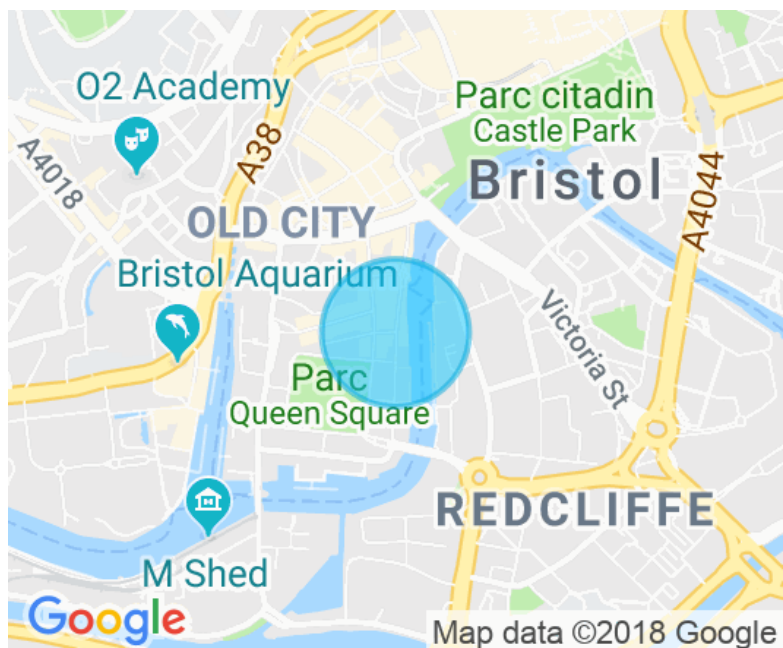 O2 Academy
Parc citadin
Castle Park
A38
A4018
Bristol
A4044
OLD CITY
Bristol Aquarium
Victoria St
Parc
Queen Square
REDCLIFFE
M Shed
Google
Map data ©2018 Google